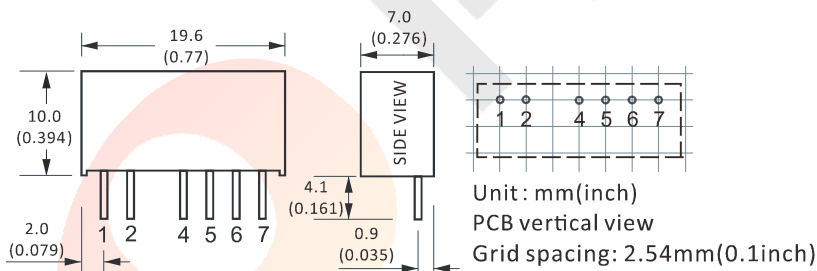 19.6
(0.77)
7.0
(0.276)
10.0
(0.394)
SIDE VIEW
4.1
(0.161)
2.0
(0.079)
1 2 4 5 6 7
0.9
(0.035)
1 2 4 5 6 7
Unit : mm(inch)
PCB vertical view
Grid spacing: 2.54mm(0.1inch)